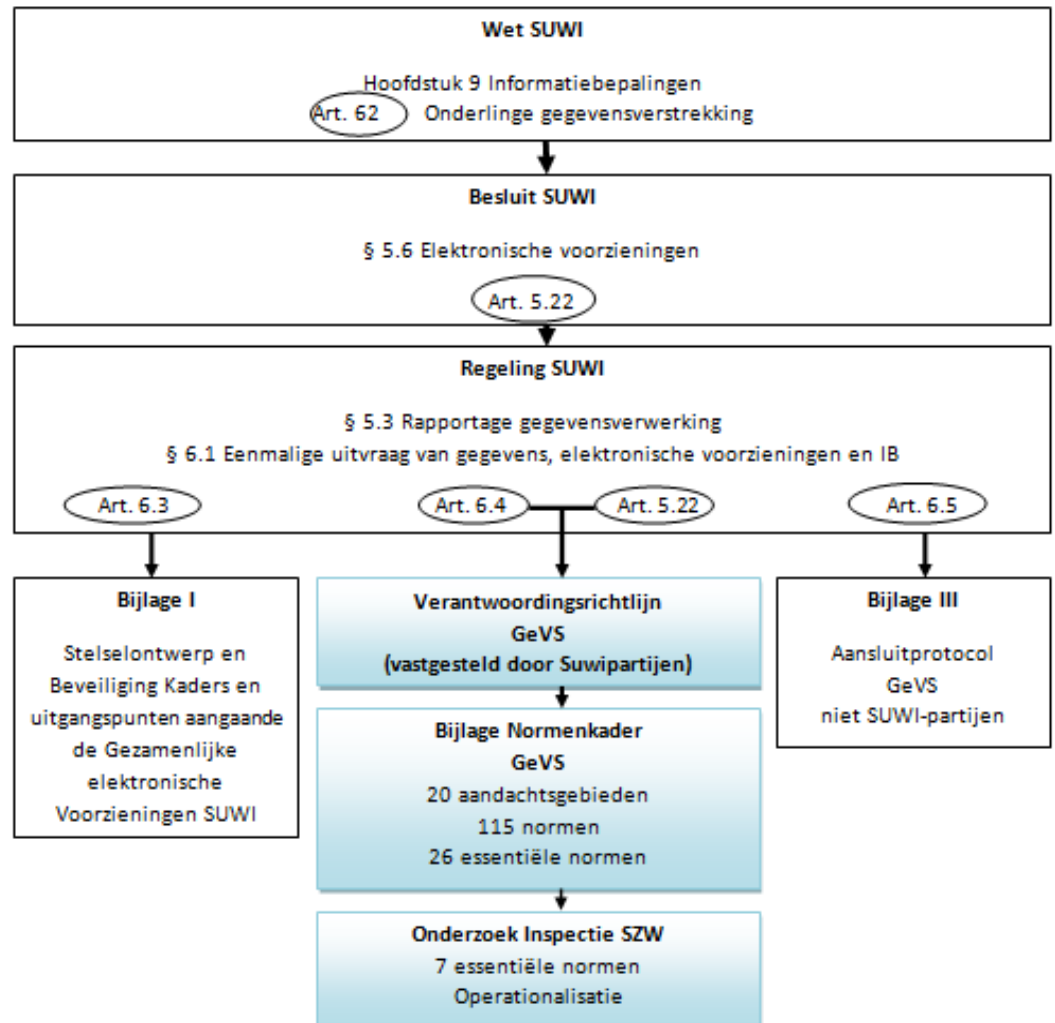 Wet SUWI
Hoofdstuk 9 Informatiebepalingen
Art. 62 Onderlinge gegevensverstrekking
Besluit SUWI
§ 5.6 Elektronische voorzieningen
Art. 5.22
Regeling SUWI
§ 5.3 Rapportage gegevensverwerking
§ 6.1 Eenmalige uitvraag van gegevens, elektronische voorzieningen en IB
Art. 6.3
Art. 6.4
Art. 5.22
Art. 6.5
Bijlage I
Stelselontwerp en
Beveiliging Kaders en
uitgangspunten aangaande
de Gezamenlijke
elektronische
Voorzieningen SUWI
Verantwoordingsrichtlijn
GeVS
(vastgesteld door Suwipartijen)
Bijlage Normenkader
GeVS
20 aandachtsgebieden
115 normen
26 essentiële normen
Onderzoek Inspectie SZW
7 essentiële normen
Operationalisatie
Bijlage III
Aansluitprotocol
GeVS
niet SUWI-partijen